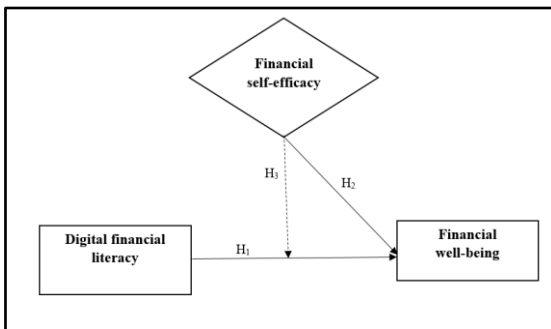 Financial
self-efficacy
H₃
H₂
Digital financial
literacy
H₁
Financial
well-being